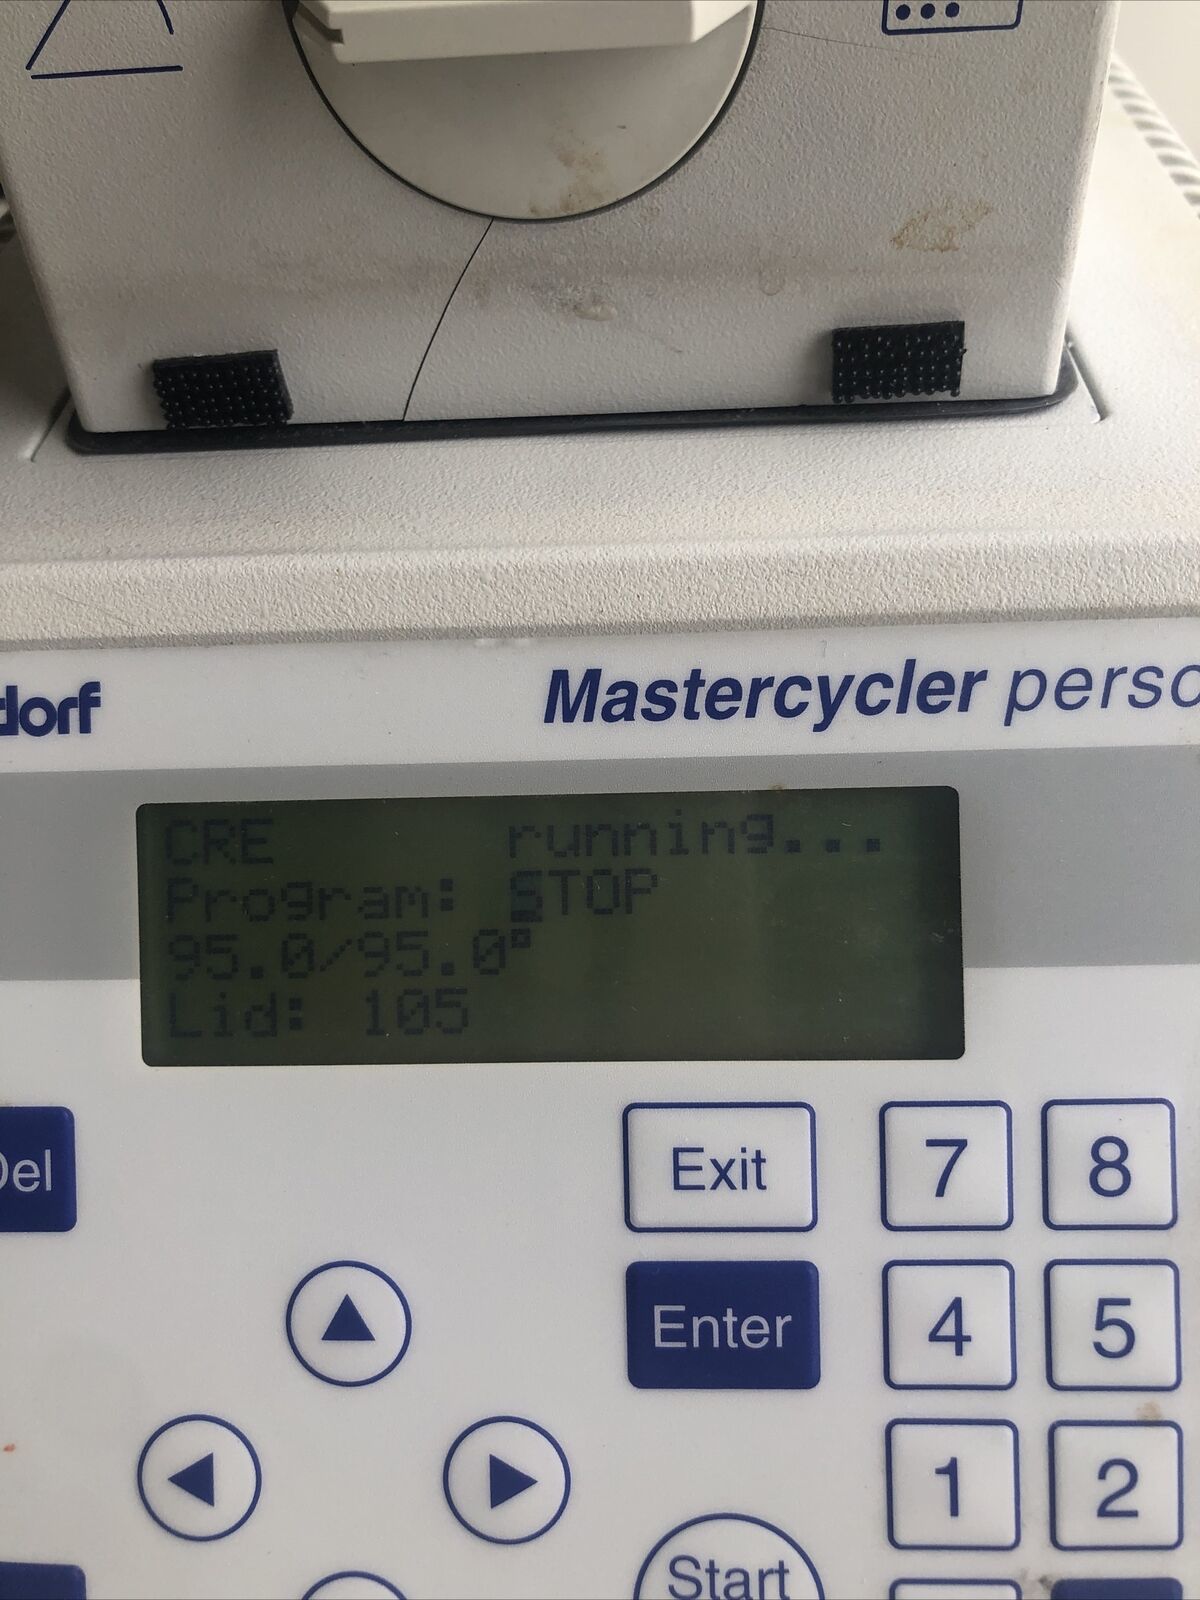 dorf
Mastercycler perso
CRE running...
Program: STOP
95.0/95.0°
Lid: 105
Del
Exit
7
8
Enter
4
5
1
2
Start